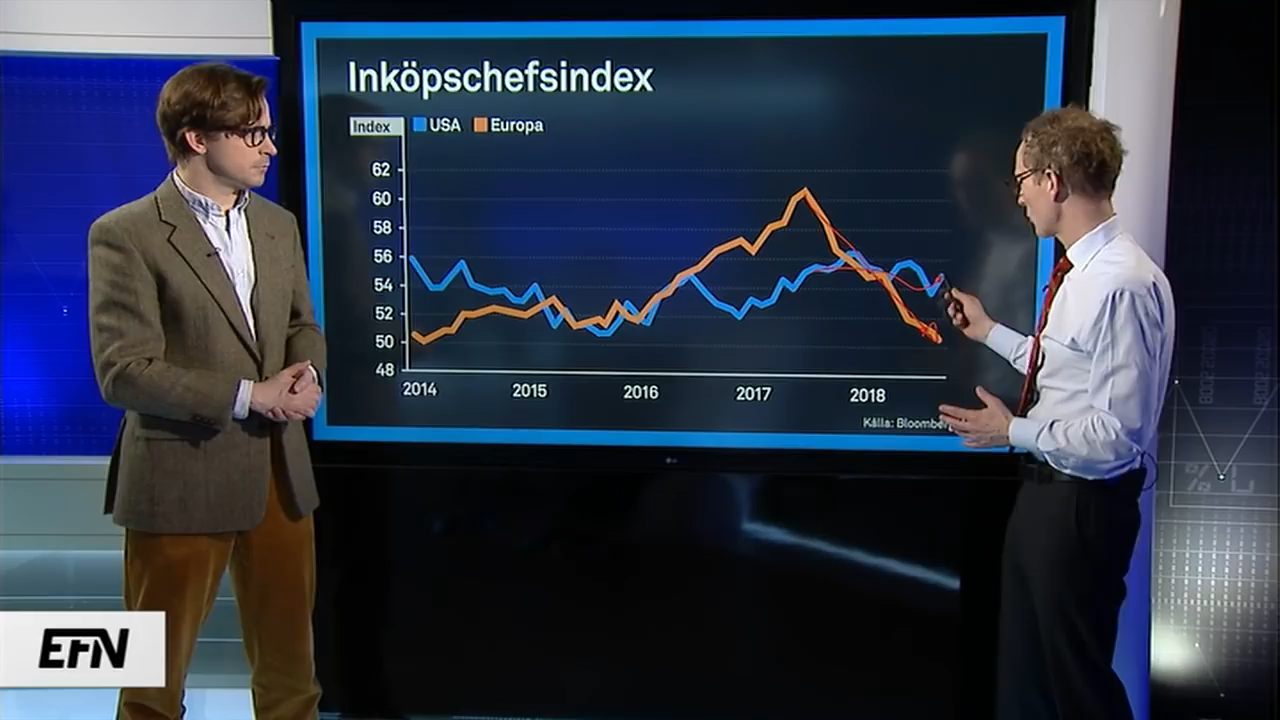 Inköpschefsindex
Index USA Europa
62
60
58
56
54
52
50
48
2014 2015 2016 2017 2018
Källa: Bloomberg
EFN